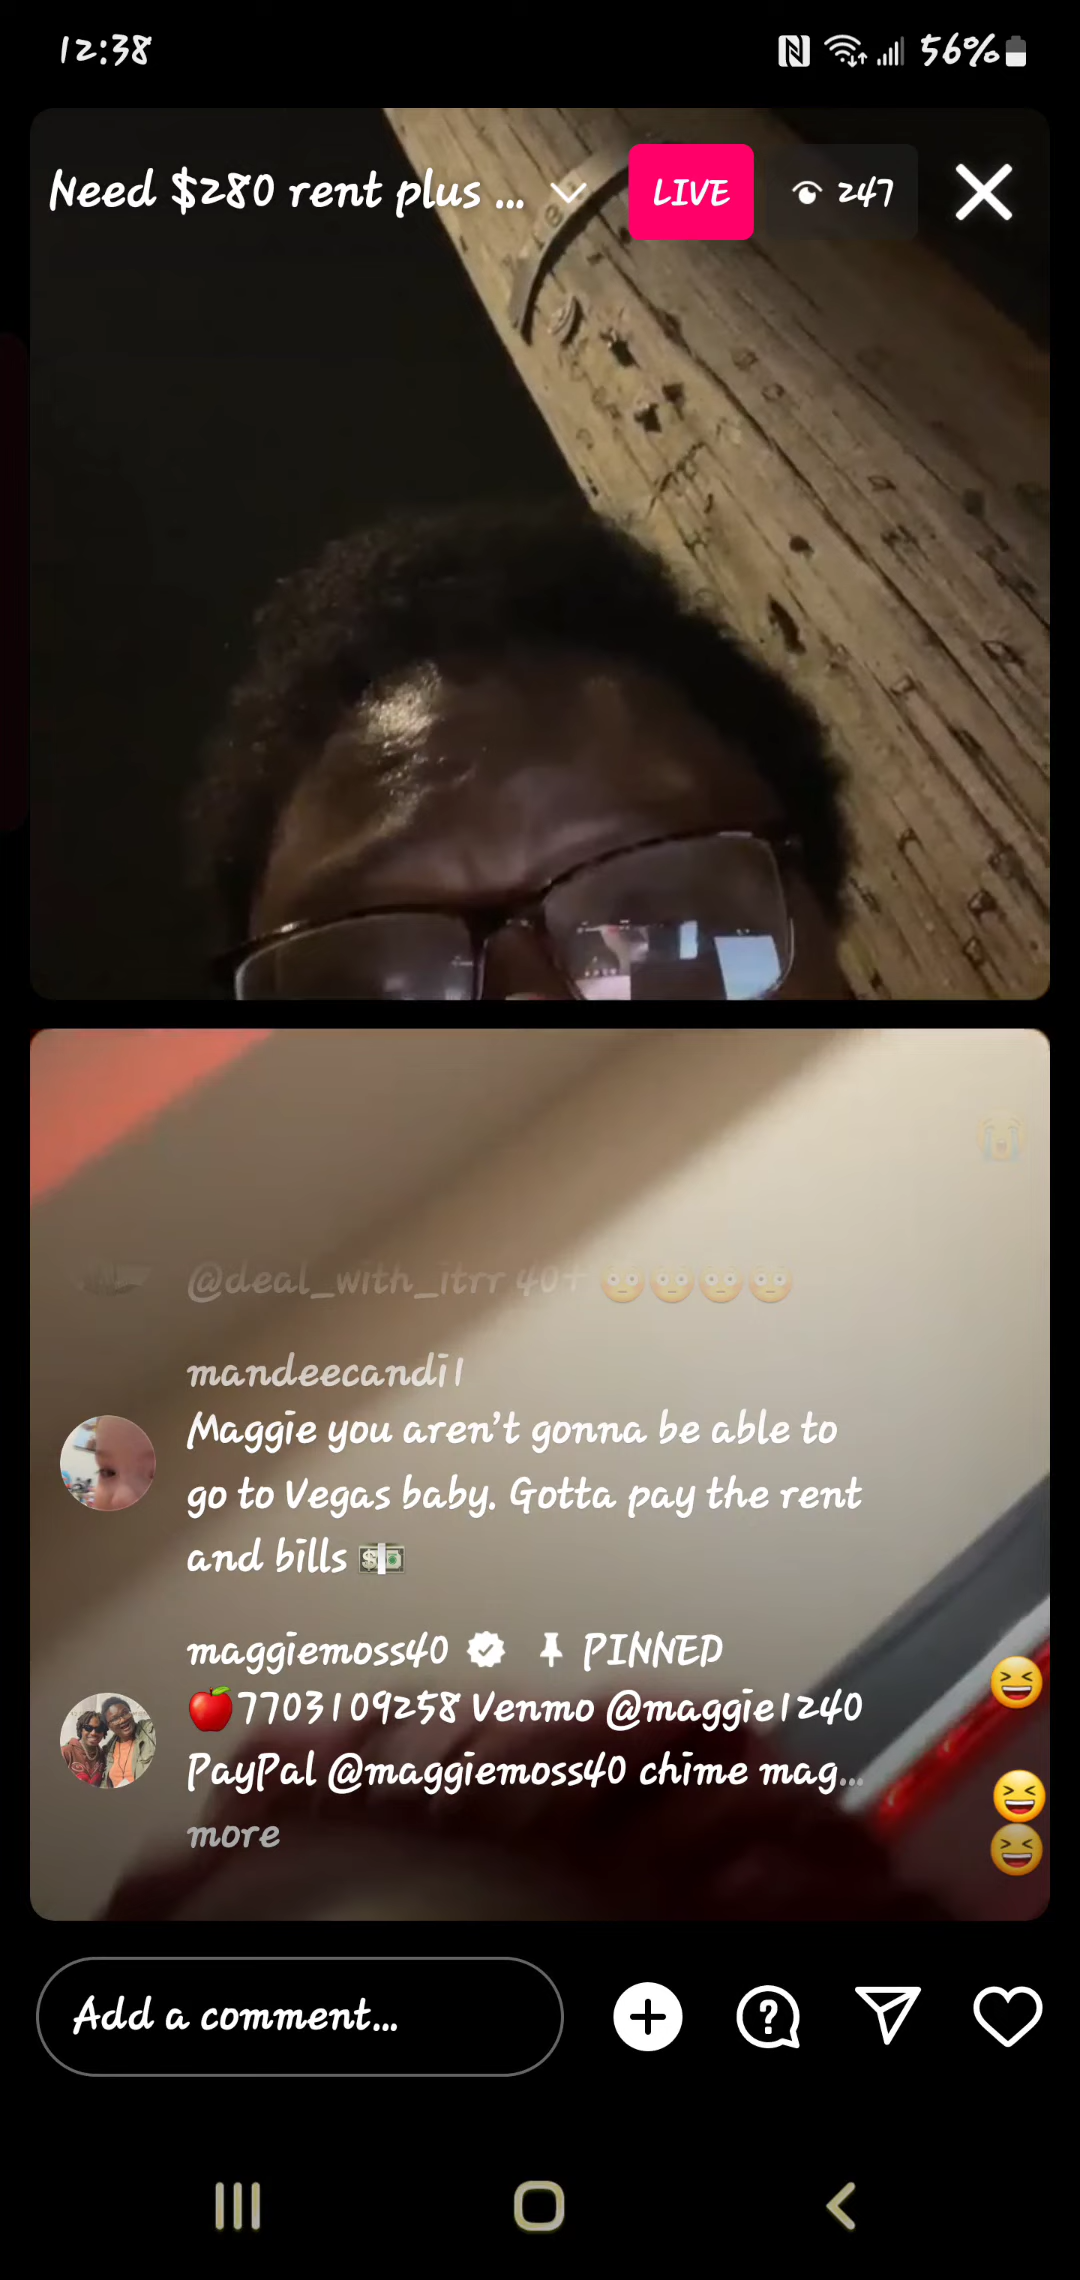 12:38 56%
Need $280 rent plus ... LIVE 247
@deal_with_itrr 40+ 😳😳😳😳
mandeecandi1
Maggie you aren't gonna be able to
go to Vegas baby. Gotta pay the rent
and bills 💵
maggiemoss40 PINNED
🍎7703109258 Venmo @maggie1240
PayPal @maggiemoss40 chime mag...
more
Add a comment...